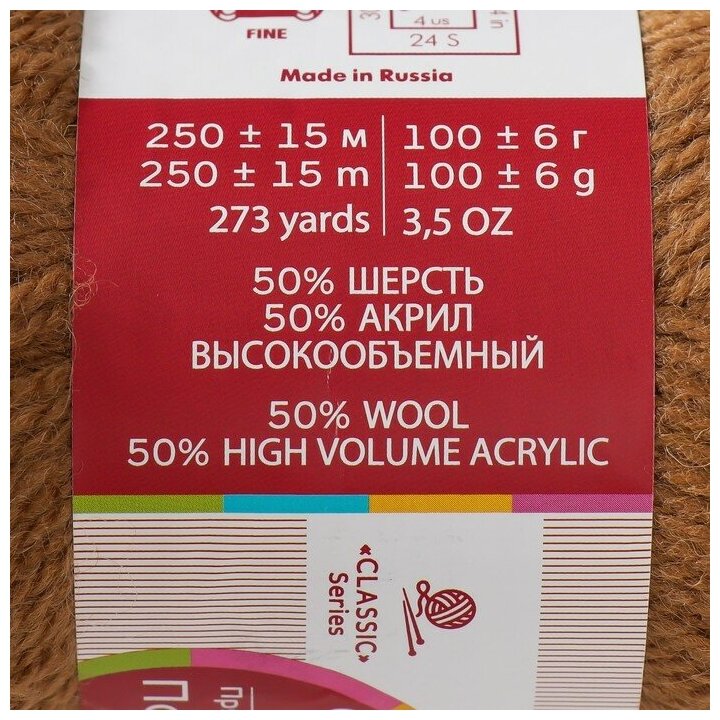 FINE
4 US
24 S
Made in Russia
250 ± 15 м
250 ± 15 m
273 yards
100 ± 6 г
100 ± 6 g
3,5 OZ
50% ШЕРСТЬ
50% АКРИЛ
ВЫСОКООБЪЕМНЫЙ
50% WOOL
50% HIGH VOLUME ACRYLIC
«CLASSIC»
Series